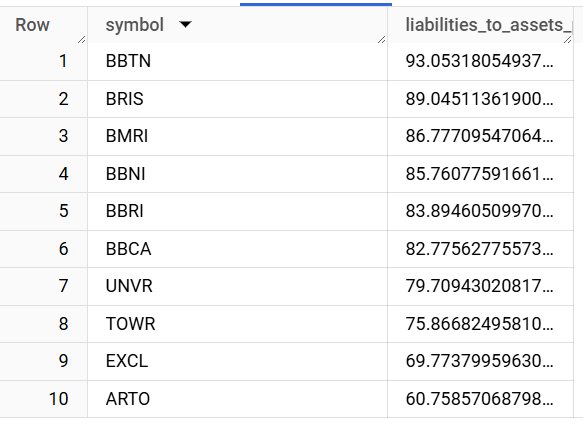 Row symbol liabilities_to_assets_
1 BBTN 93.05318054937…
2 BRIS 89.04511361900…
3 BMRI 86.77709547064…
4 BBNI 85.76077591661…
5 BBRI 83.89460509970…
6 BBCA 82.77562775573…
7 UNVR 79.70943020817…
8 TOWR 75.86682495810…
9 EXCL 69.77379959630…
10 ARTO 60.75857068798…